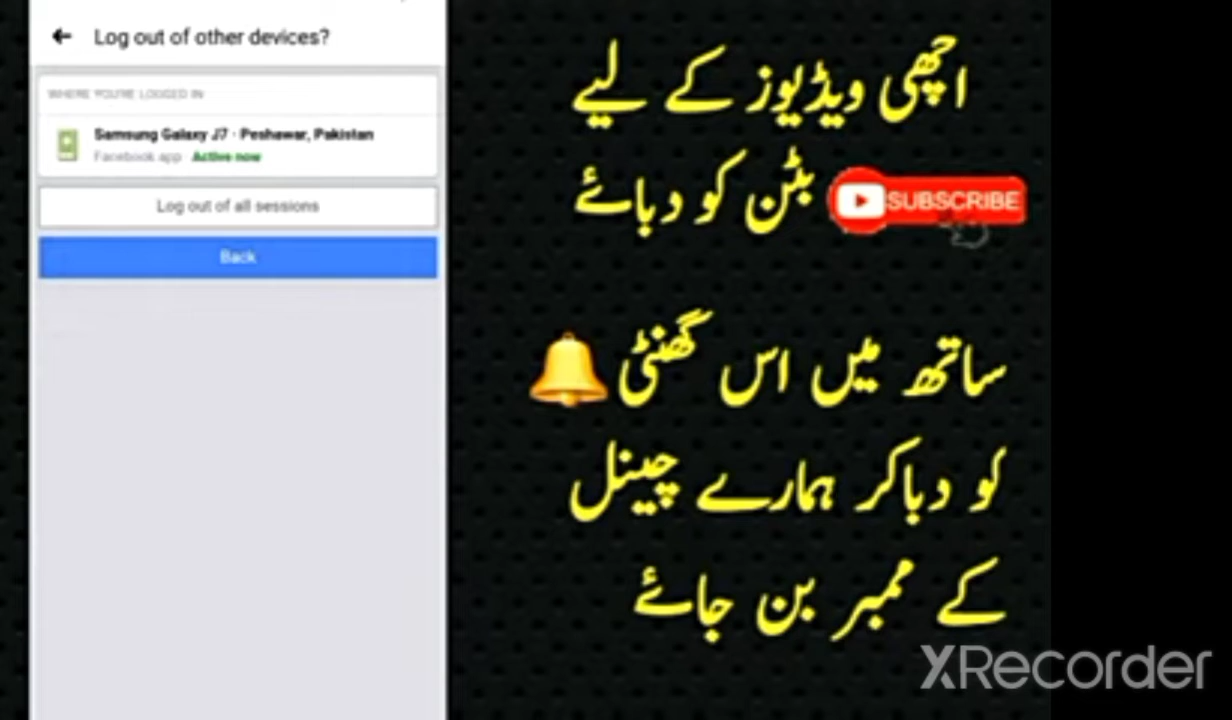 Log out of other devices?
WHERE YOU'RE LOGGED IN
Samsung Galaxy J7 · Peshawar, Pakistan
Facebook app · Active now
Log out of all sessions
Back
اچھی ویڈیوز کے لیے
SUBSCRIBE بٹن کو دبائے
ساتھ میں اس گھنٹی
کو دباکر ہمارے چینل
کے ممبر بن جائے
XRecorder